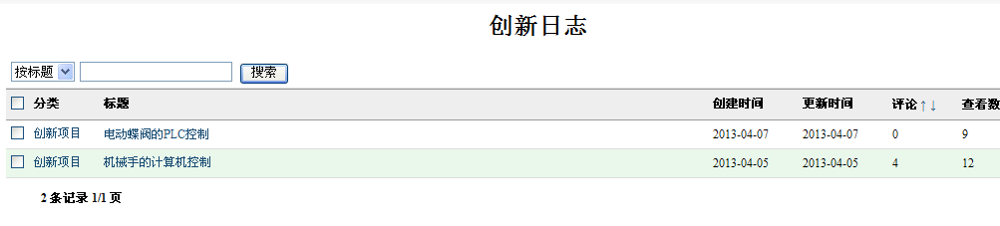 创新日志
按标题 搜索
分类 标题 创建时间 更新时间 评论↑↓ 查看数
创新项目 电动蝶阀的PLC控制 2013-04-07 2013-04-07 0 9
创新项目 机械手的计算机控制 2013-04-05 2013-04-05 4 12
2 条记录 1/1 页